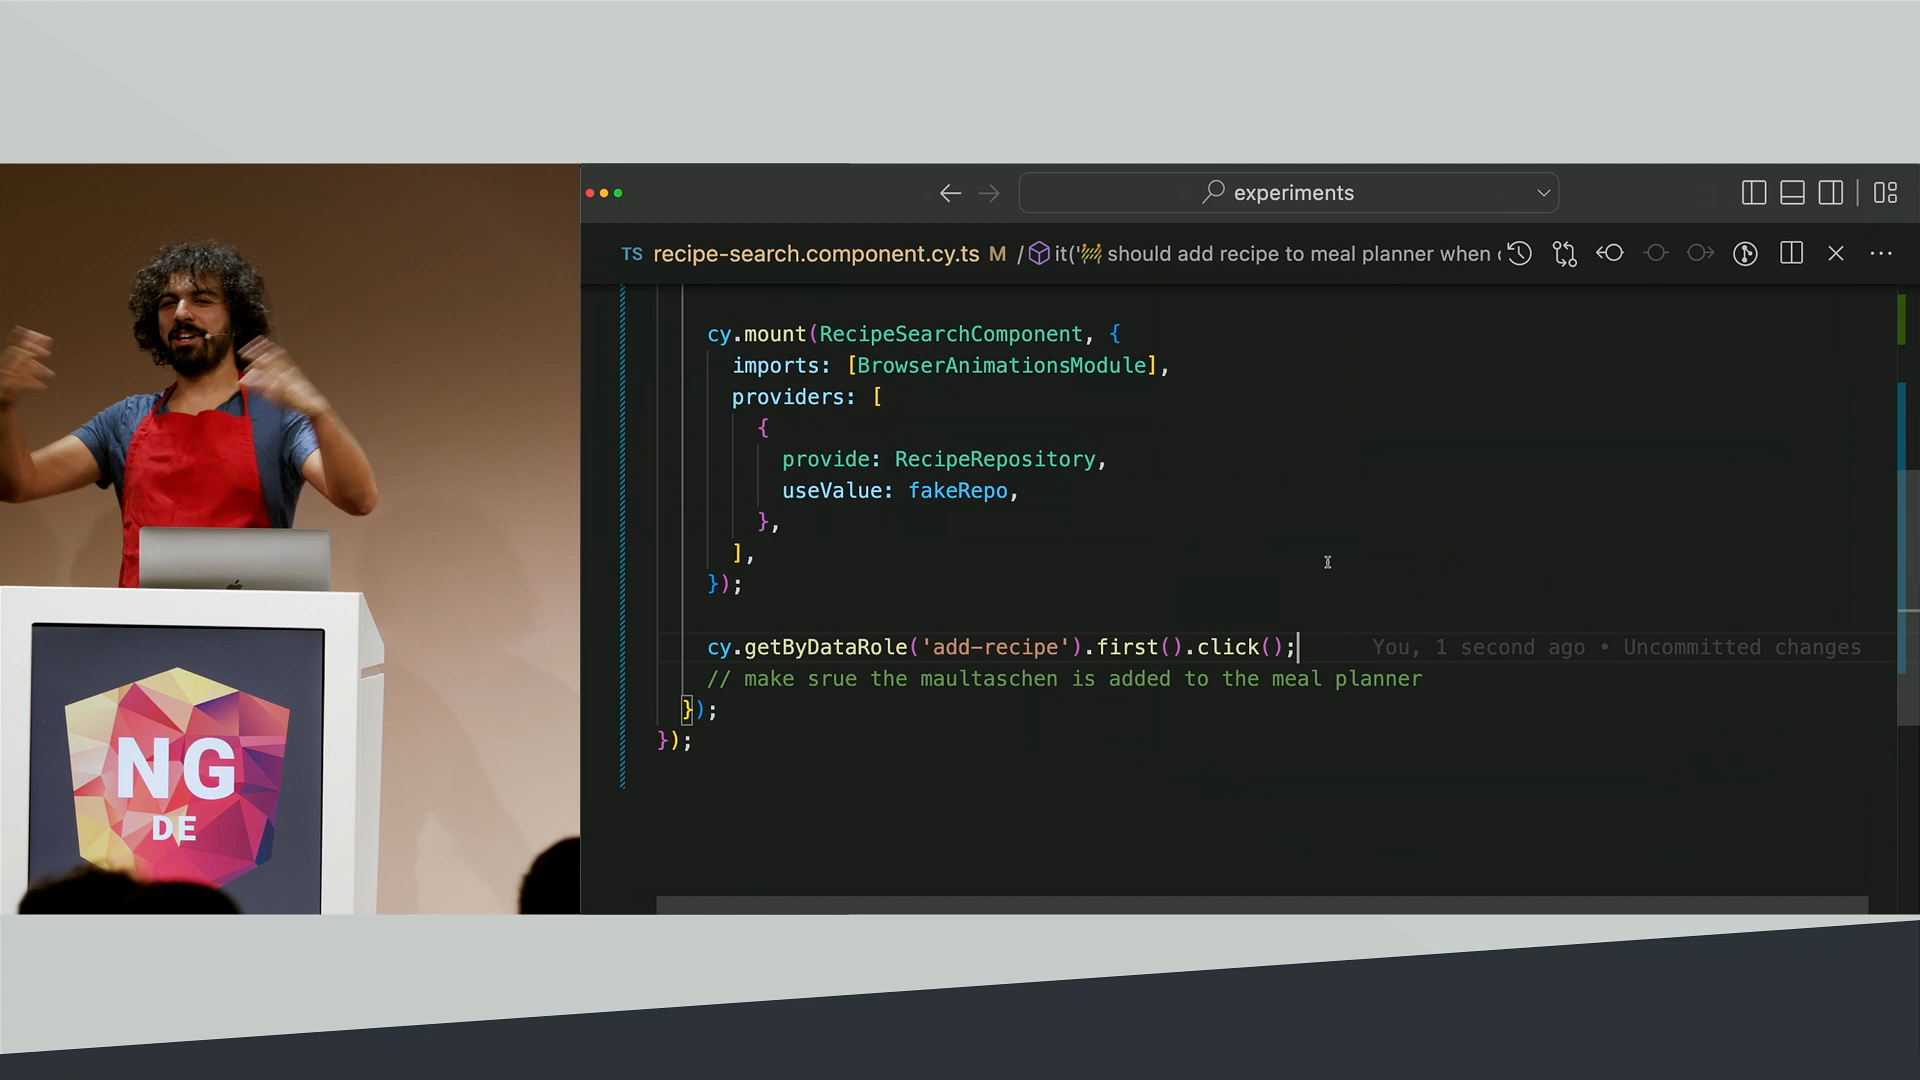 experiments
TS recipe-search.component.cy.ts M / it('🚧 should add recipe to meal planner when
cy.mount(RecipeSearchComponent, {
imports: [BrowserAnimationsModule],
providers: [
{
provide: RecipeRepository,
useValue: fakeRepo,
},
],
});
cy.getByDataRole('add-recipe').first().click(); You, 1 second ago • Uncommitted changes
// make srue the maultaschen is added to the meal planner
});
});
NG
DE